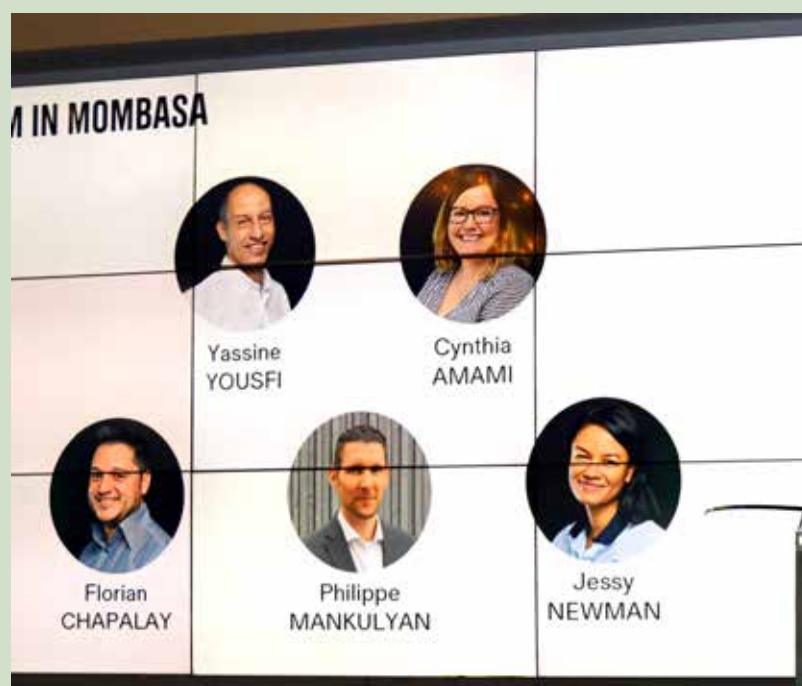 M IN MOMBASA
Yassine
YOUSFI
Cynthia
AMAMI
Florian
CHAPALAY
Philippe
MANKULYAN
Jessy
NEWMAN